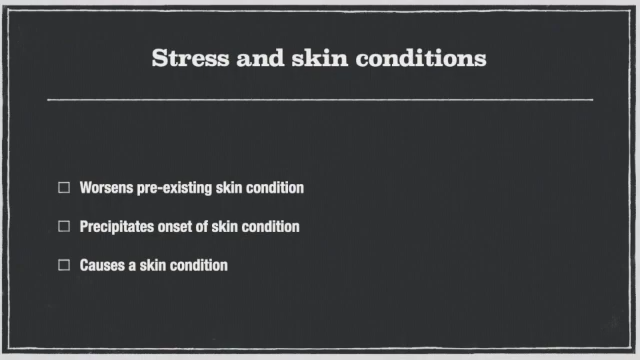 Stress and skin conditions
Worsens pre-existing skin condition
Precipitates onset of skin condition
Causes a skin condition